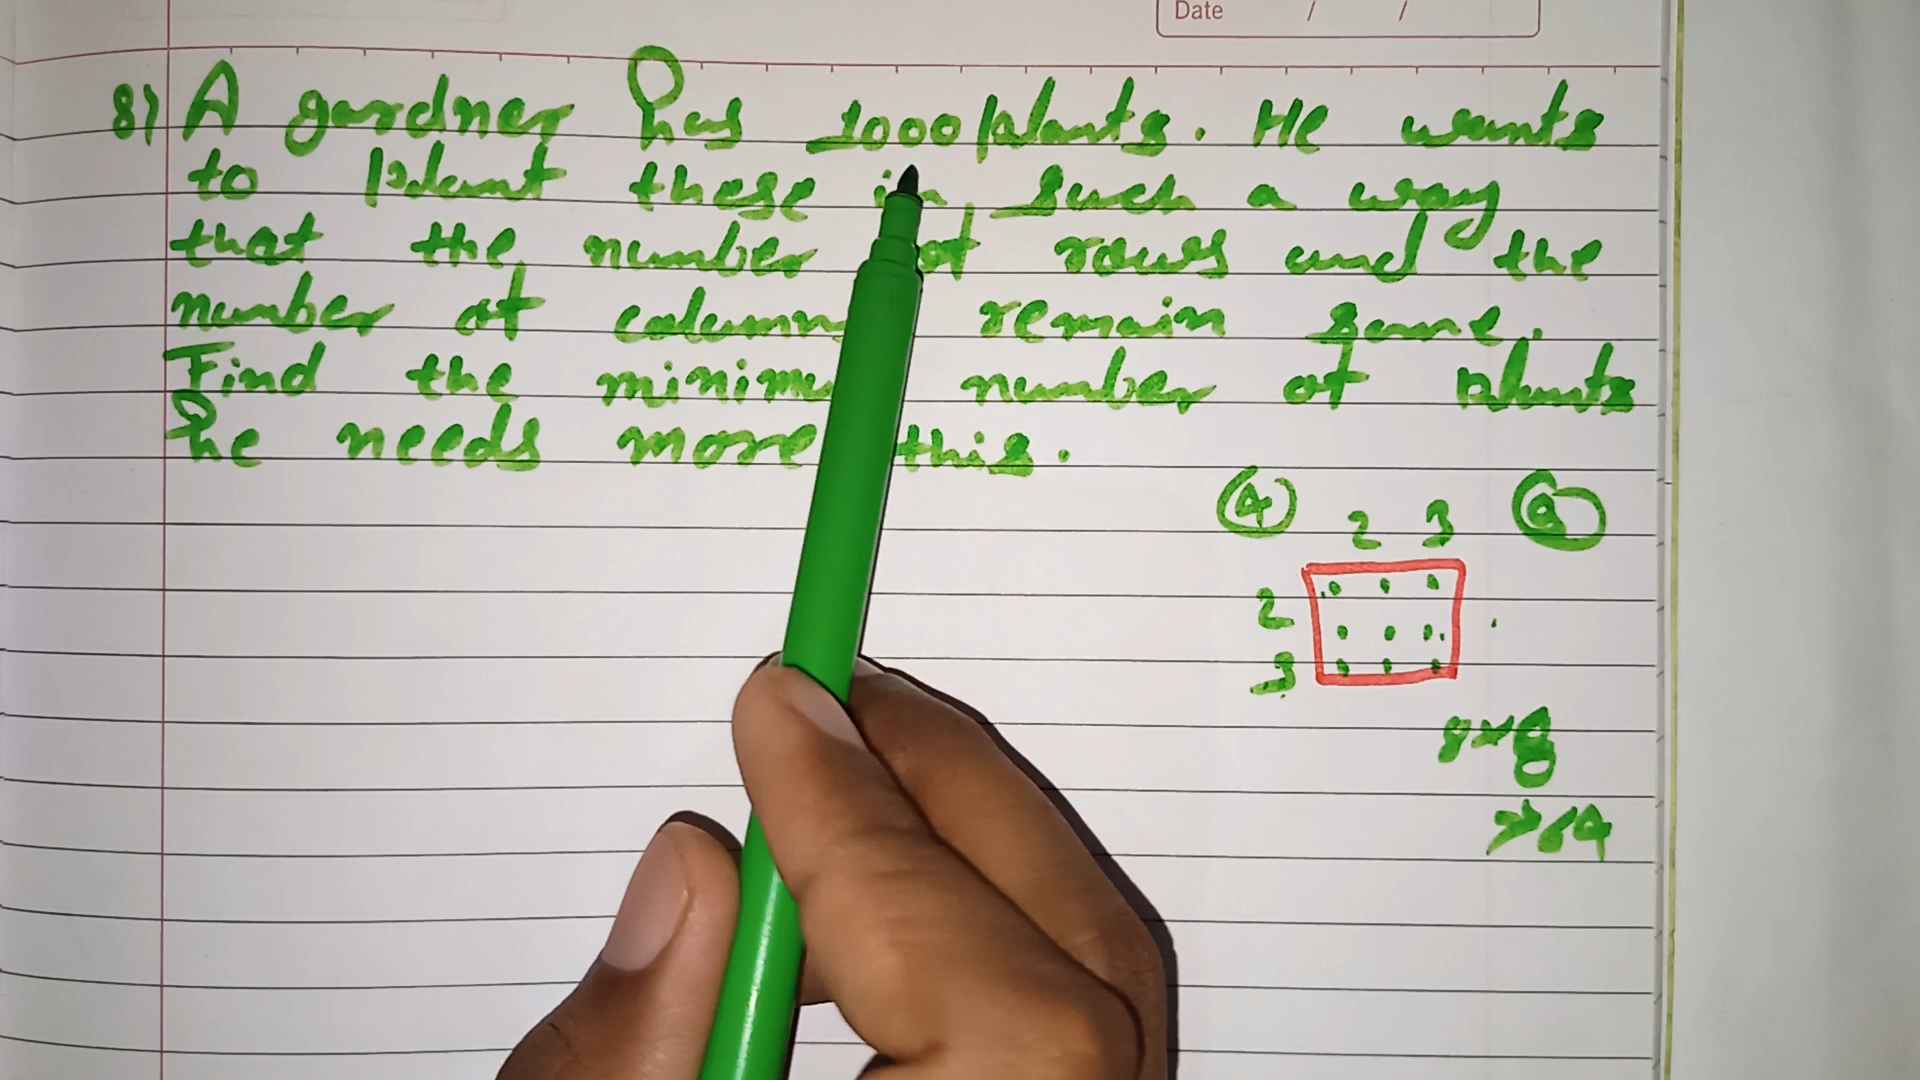 Date / /
8) A gardner has 1000 plants. He wants
to plant these in such a way
that the number of rows and the
number of column remain same.
Find the number of plants
he needs more this.
4 2 3 9
2
3
8×8
64